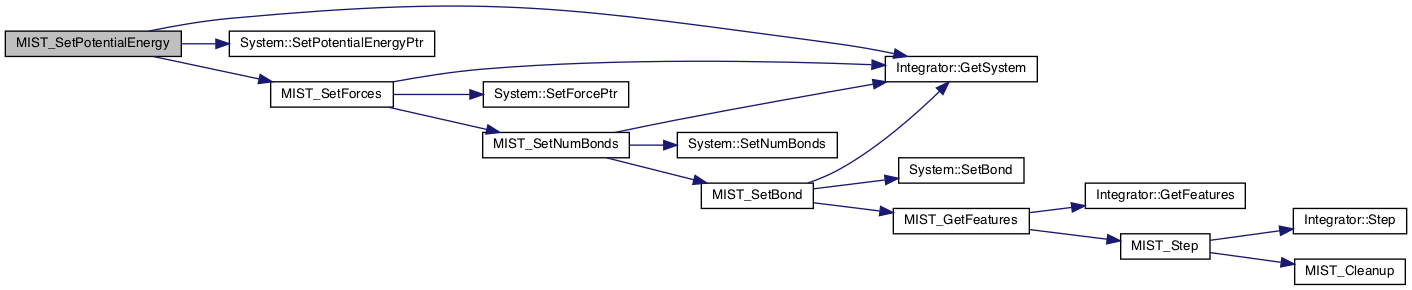 MIST_SetPotentialEnergy
System::SetPotentialEnergyPtr
Integrator::GetSystem
MIST_SetForces
System::SetForcePtr
MIST_SetNumBonds
System::SetNumBonds
System::SetBond
MIST_SetBond
Integrator::GetFeatures
MIST_GetFeatures
Integrator::Step
MIST_Step
MIST_Cleanup